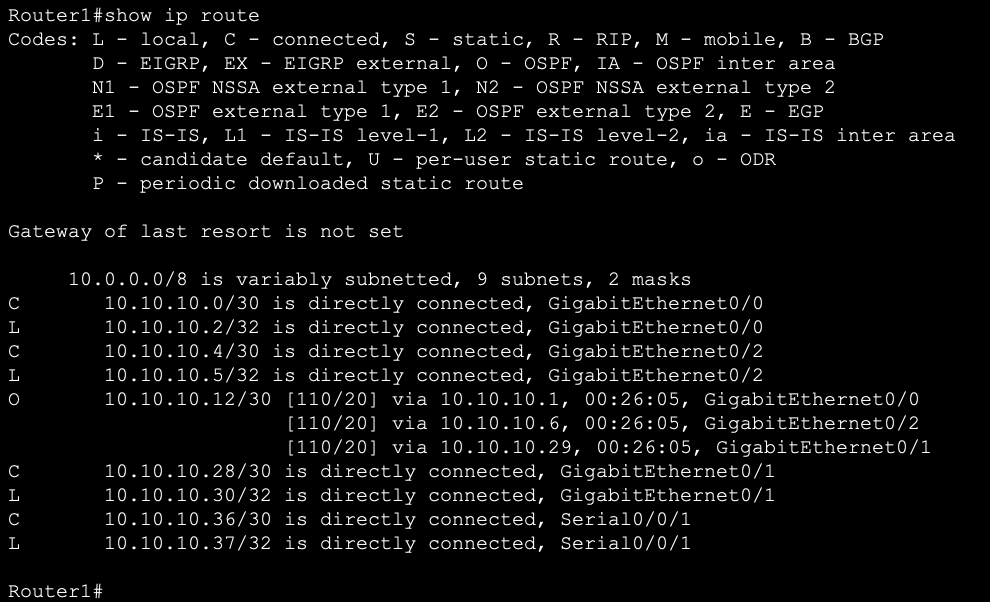 Router1#show ip route
Codes: L - local, C - connected, S - static, R - RIP, M - mobile, B - BGP
       D - EIGRP, EX - EIGRP external, O - OSPF, IA - OSPF inter area
       N1 - OSPF NSSA external type 1, N2 - OSPF NSSA external type 2
       E1 - OSPF external type 1, E2 - OSPF external type 2, E - EGP
       i - IS-IS, L1 - IS-IS level-1, L2 - IS-IS level-2, ia - IS-IS inter area
       * - candidate default, U - per-user static route, o - ODR
       P - periodic downloaded static route

Gateway of last resort is not set

     10.0.0.0/8 is variably subnetted, 9 subnets, 2 masks
C       10.10.10.0/30 is directly connected, GigabitEthernet0/0
L       10.10.10.2/32 is directly connected, GigabitEthernet0/0
C       10.10.10.4/30 is directly connected, GigabitEthernet0/2
L       10.10.10.5/32 is directly connected, GigabitEthernet0/2
O       10.10.10.12/30 [110/20] via 10.10.10.1, 00:26:05, GigabitEthernet0/0
                       [110/20] via 10.10.10.6, 00:26:05, GigabitEthernet0/2
                       [110/20] via 10.10.10.29, 00:26:05, GigabitEthernet0/1
C       10.10.10.28/30 is directly connected, GigabitEthernet0/1
L       10.10.10.30/32 is directly connected, GigabitEthernet0/1
C       10.10.10.36/30 is directly connected, Serial0/0/1
L       10.10.10.37/32 is directly connected, Serial0/0/1

Router1#